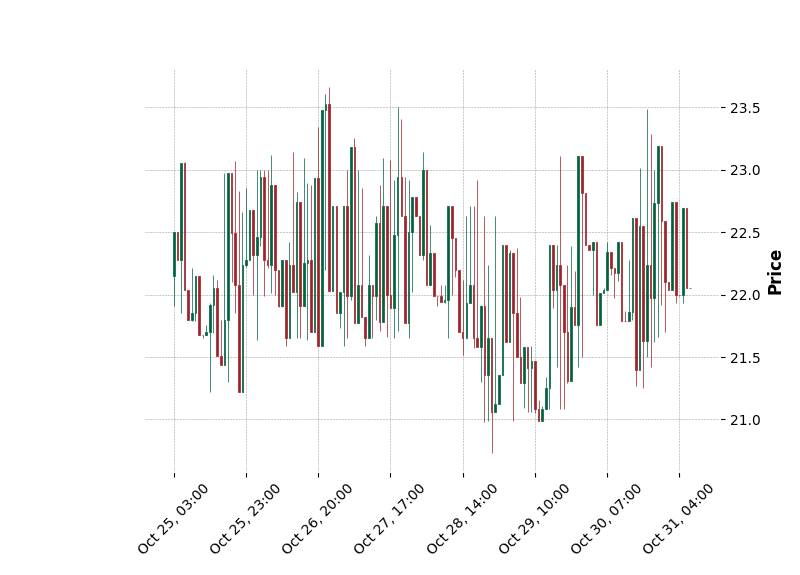 23.5
23.0
22.5
22.0
21.5
21.0
Price
Oct 25, 03:00
Oct 25, 23:00
Oct 26, 20:00
Oct 27, 17:00
Oct 28, 14:00
Oct 29, 10:00
Oct 30, 07:00
Oct 31, 04:00